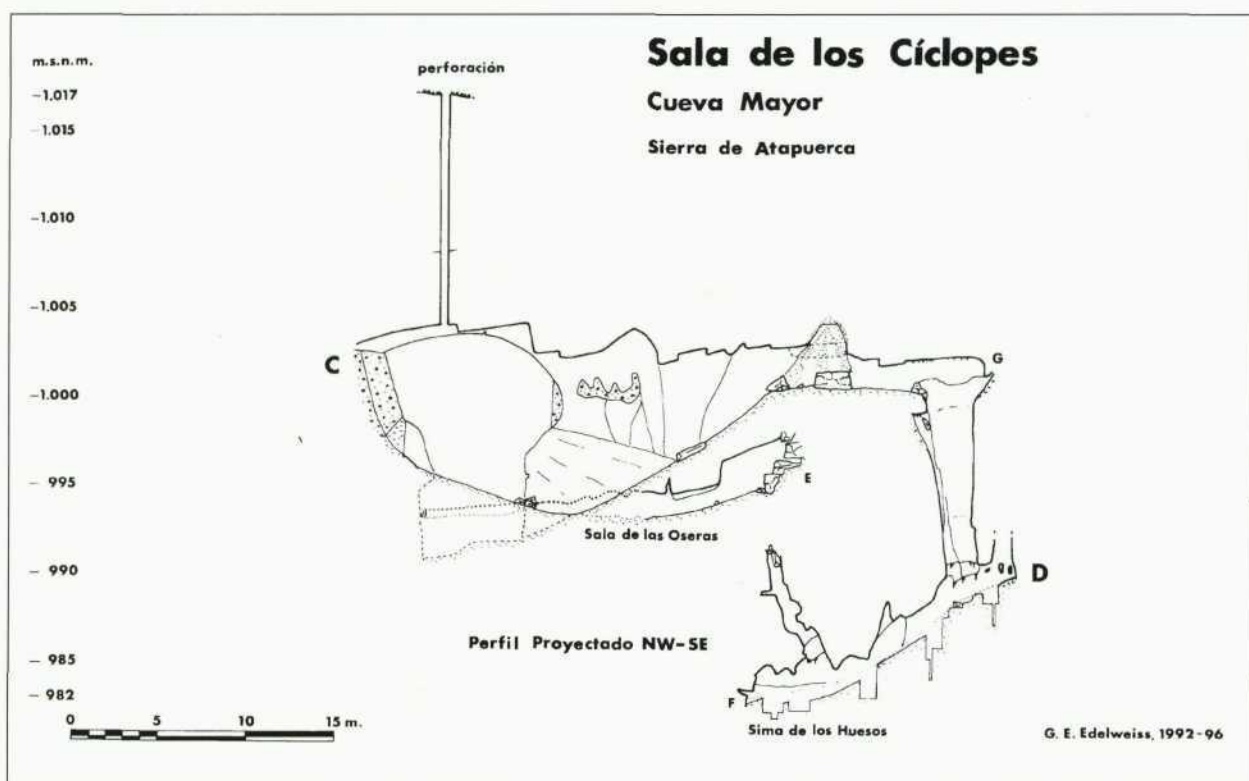 Sala de los Cíclopes
Cueva Mayor
Sierra de Atapuerca
m.s.n.m.
perforación
-1.017
-1.015
-1.010
-1.005
C
G
-1.000
- 995
E
Sala de las Oseras
- 990
D
Perfil Proyectado NW-SE
- 985
- 982
F
0 5 10 15 m.
Sima de los Huesos
G. E. Edelweiss, 1992-96